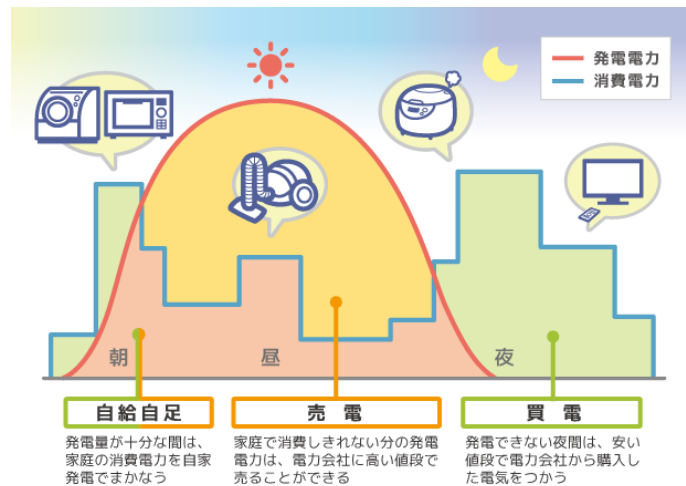 発電電力
消費電力
朝
昼
夜
自給自足
発電量が十分な間は、
家庭の消費電力を自家
発電でまかなう
売 電
家庭で消費しきれない分の発電
電力は、電力会社に高い値段で
売ることができる
買 電
発電できない夜間は、安い
値段で電力会社から購入し
た電気をつかう